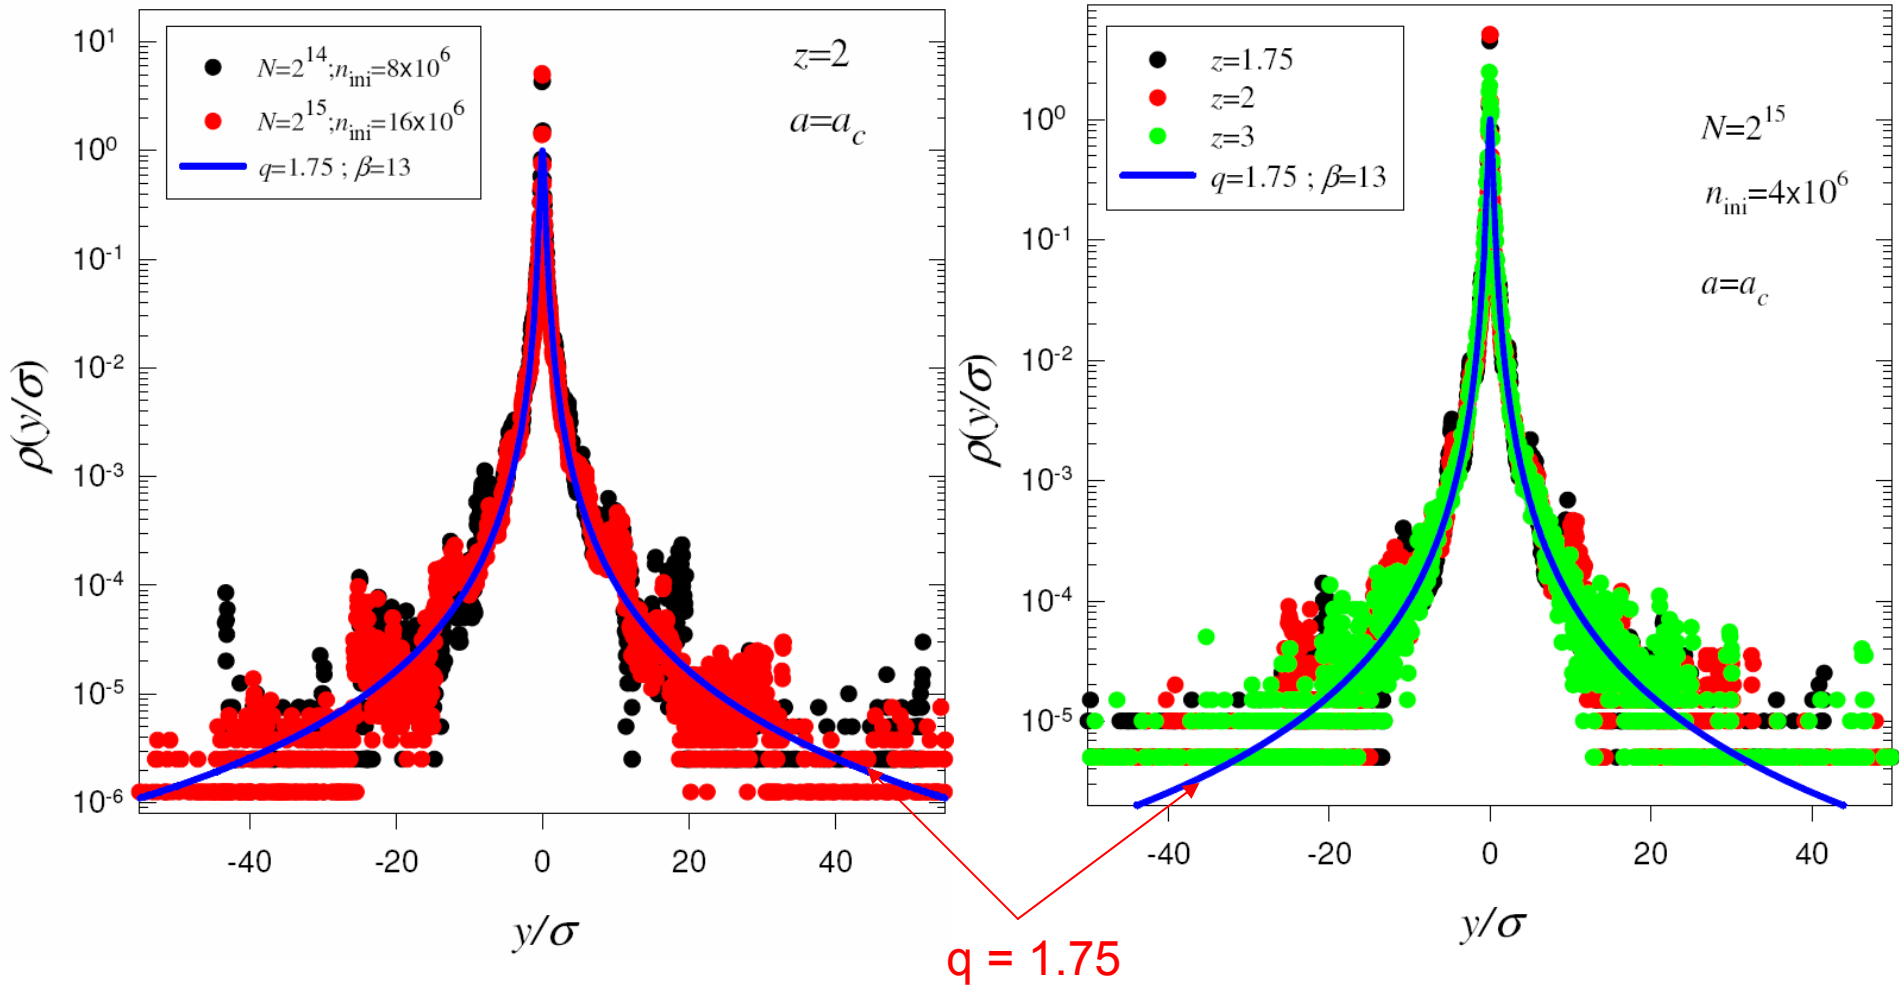 N=2^14;n_ini=8x10^6
N=2^15;n_ini=16x10^6
q=1.75 ; β=13
z=2
a=a_c
10^1
10^0
10^-1
10^-2
10^-3
10^-4
10^-5
10^-6
ρ(y/σ)
-40 -20 0 20 40
y/σ
z=1.75
z=2
z=3
q=1.75 ; β=13
N=2^15
n_ini=4x10^6
a=a_c
10^0
10^-1
10^-2
10^-3
10^-4
10^-5
ρ(y/σ)
-40 -20 0 20 40
y/σ
q = 1.75